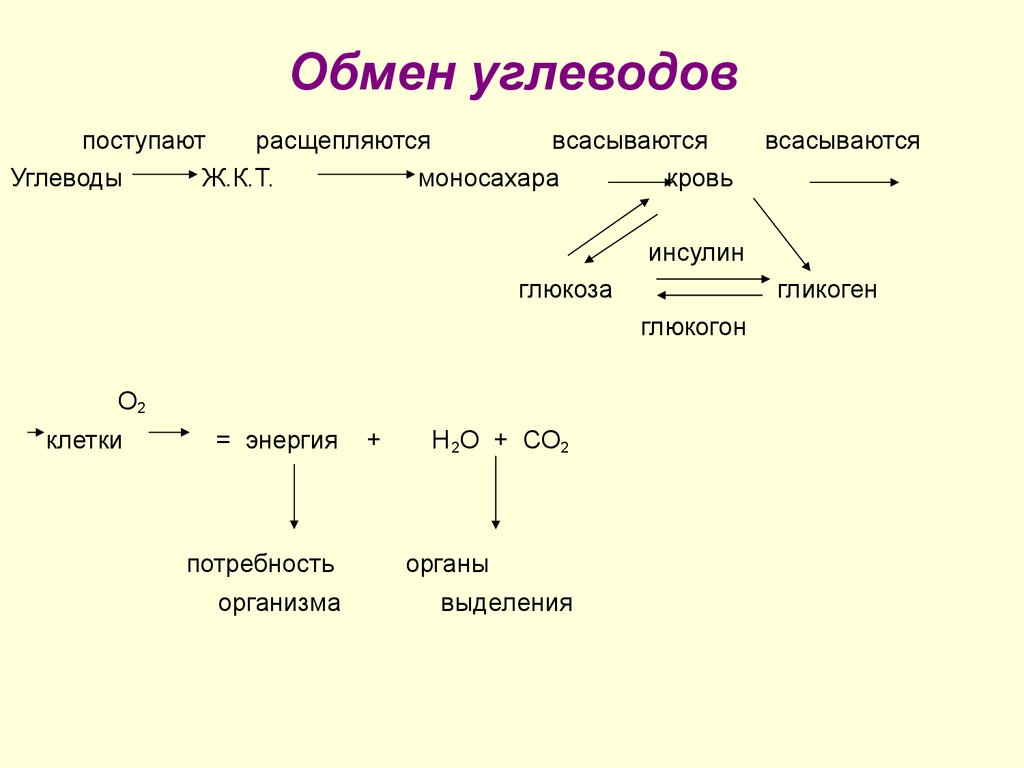 Обмен углеводов
поступают расщепляются всасываются всасываются
Углеводы Ж.К.Т. моносахара кровь
инсулин
глюкоза гликоген
глюкогон
O₂
клетки = энергия + H₂O + CO₂
потребность органы
организма выделения